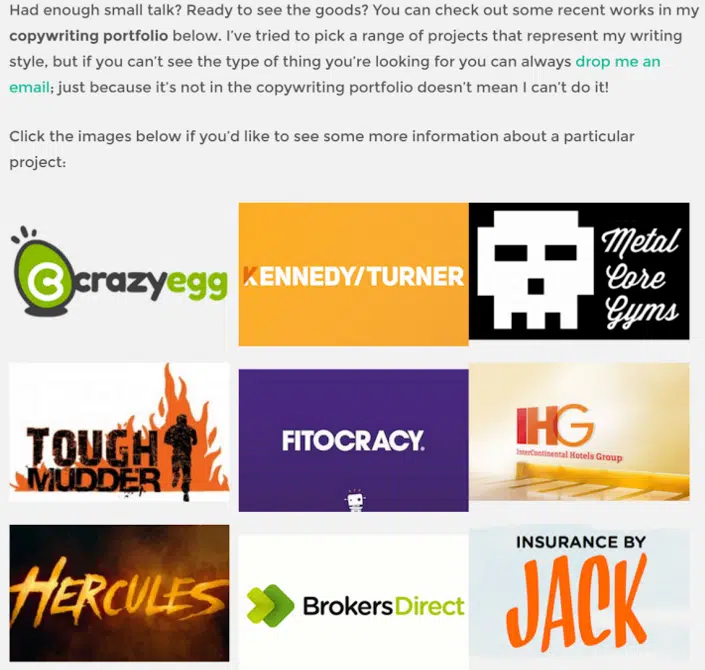 Had enough small talk? Ready to see the goods? You can check out some recent works in my
copywriting portfolio below. I've tried to pick a range of projects that represent my writing
style, but if you can't see the type of thing you're looking for you can always drop me an
email; just because it's not in the copywriting portfolio doesn't mean I can't do it!
Click the images below if you'd like to see some more information about a particular
project:
crazyegg
KENNEDY/TURNER
Metal
Core
Gyms
TOUGH
MUDDER
FITOCRACY.
IHG
InterContinental Hotels Group
HERCULES
BrokersDirect
INSURANCE BY
JACK